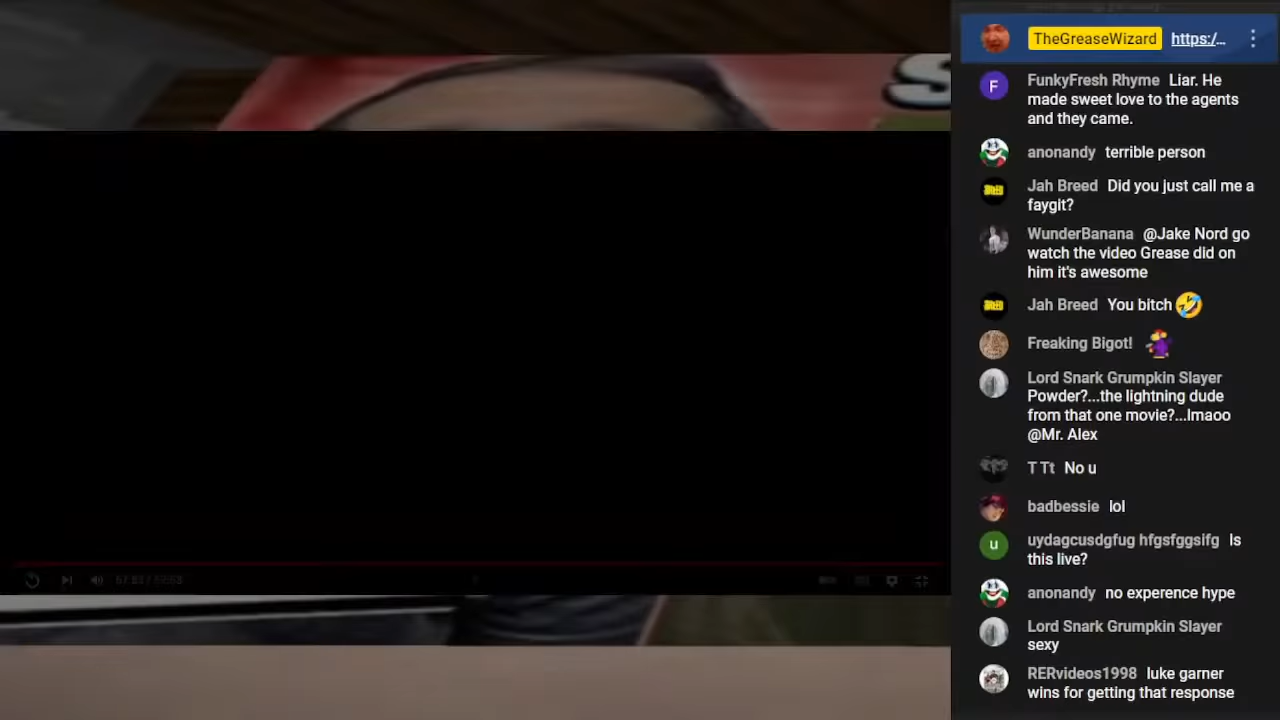 S
TheGreaseWizard https:/...
F
FunkyFresh Rhyme Liar. He
made sweet love to the agents
and they came.
anonandy terrible person
Jah Breed Did you just call me a
faygit?
WunderBanana @Jake Nord go
watch the video Grease did on
him it's awesome
Jah Breed You bitch
Freaking Bigot!
Lord Snark Grumpkin Slayer
Powder?...the lightning dude
from that one movie?...lmaoo
@Mr. Alex
T Tt No u
badbessie lol
u
uydagcusdgfug hfgsfggsifg Is
this live?
anonandy no experence hype
Lord Snark Grumpkin Slayer
sexy
RERvideos1998 luke garner
wins for getting that response